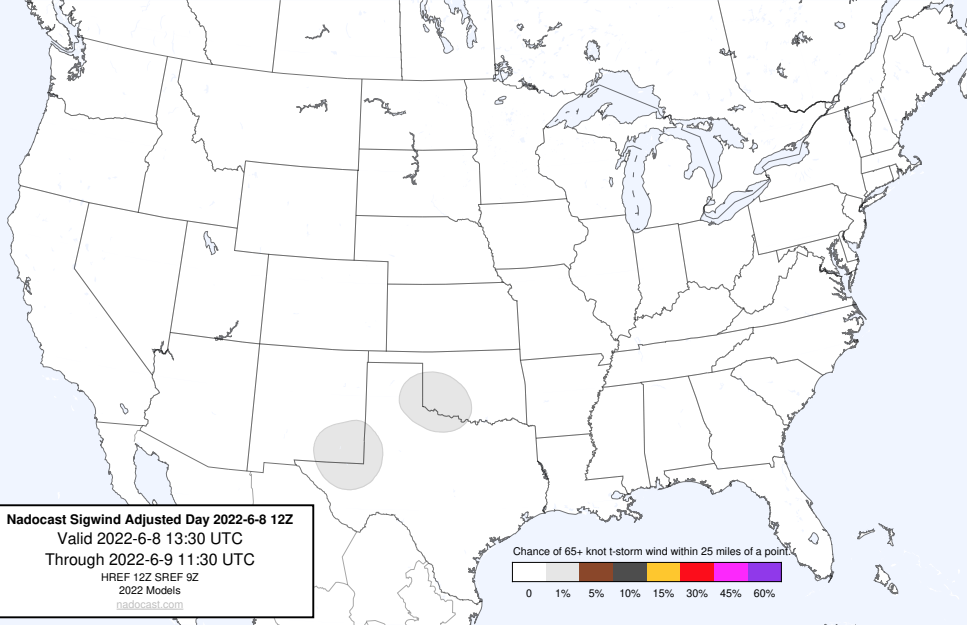 Nadocast Sigwind Adjusted Day 2022-6-8 12Z
Valid 2022-6-8 13:30 UTC
Through 2022-6-9 11:30 UTC
HREF 12Z SREF 9Z
2022 Models
nadocast.com
Chance of 65+ knot t-storm wind within 25 miles of a point.
0 1% 5% 10% 15% 30% 45% 60%